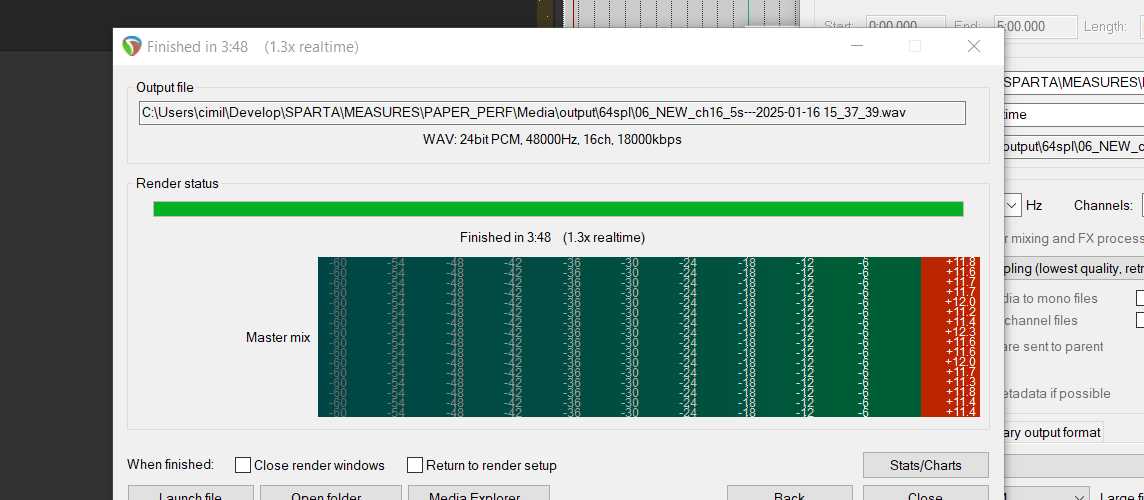 Start: 0:00.000 End: 5:00.000 Length:
Finished in 3:48 (1.3x realtime)
Output file
C:\Users\cimil\Develop\SPARTA\MEASURES\PAPER_PERF\Media\output\64spl\06_NEW_ch16_5s---2025-01-16 15_37_39.wav
WAV: 24bit PCM, 48000Hz, 16ch, 18000kbps
Render status
Finished in 3:48 (1.3x realtime)
Master mix
-60 -54 -48 -42 -36 -30 -24 -18 -12 -6 +11.8
-60 -54 -48 -42 -36 -30 -24 -18 -12 -6 +11.6
-60 -54 -48 -42 -36 -30 -24 -18 -12 -6 +11.7
-60 -54 -48 -42 -36 -30 -24 -18 -12 -6 +11.7
-60 -54 -48 -42 -36 -30 -24 -18 -12 -6 +12.0
-60 -54 -48 -42 -36 -30 -24 -18 -12 -6 +11.2
-60 -54 -48 -42 -36 -30 -24 -18 -12 -6 +11.4
-60 -54 -48 -42 -36 -30 -24 -18 -12 -6 +12.3
-60 -54 -48 -42 -36 -30 -24 -18 -12 -6 +11.6
-60 -54 -48 -42 -36 -30 -24 -18 -12 -6 +11.6
-60 -54 -48 -42 -36 -30 -24 -18 -12 -6 +12.0
-60 -54 -48 -42 -36 -30 -24 -18 -12 -6 +11.7
-60 -54 -48 -42 -36 -30 -24 -18 -12 -6 +11.3
-60 -54 -48 -42 -36 -30 -24 -18 -12 -6 +11.8
-60 -54 -48 -42 -36 -30 -24 -18 -12 -6 +11.4
-60 -54 -48 -42 -36 -30 -24 -18 -12 -6 +11.4
When finished: Close render windows Return to render setup Stats/Charts
Launch file Open folder Media Explorer Back Close
SPARTA\MEASURES\
time
output\64spl\06_NEW_c
Hz Channels:
r mixing and FX process
pling (lowest quality, retr
dia to mono files
channel files
are sent to parent
etadata if possible
ary output format
Large fi